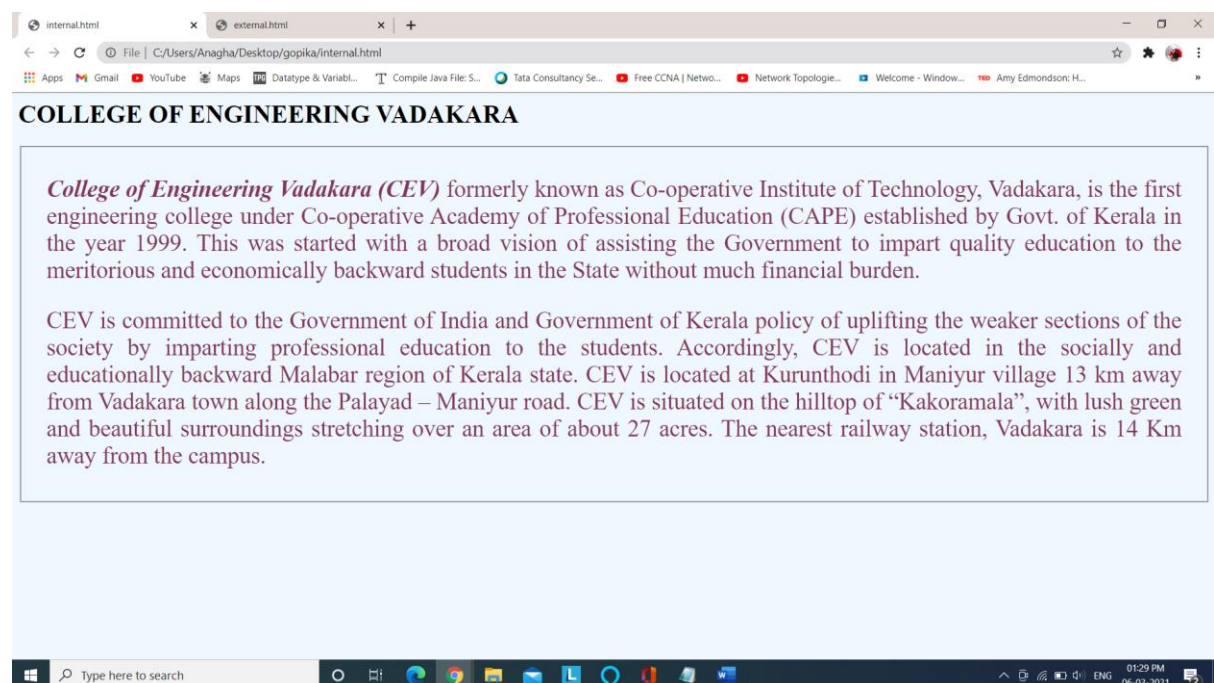 internal.html
external.html
File | C:/Users/Anagha/Desktop/gopika/internal.html
Apps Gmail YouTube Maps Datatype & Variabl... Compile Java File: S... Tata Consultancy Se... Free CCNA | Netwo... Network Topologie... Welcome - Window... TED Amy Edmondson: H... »
COLLEGE OF ENGINEERING VADAKARA
College of Engineering Vadakara (CEV) formerly known as Co-operative Institute of Technology, Vadakara, is the first
engineering college under Co-operative Academy of Professional Education (CAPE) established by Govt. of Kerala in
the year 1999. This was started with a broad vision of assisting the Government to impart quality education to the
meritorious and economically backward students in the State without much financial burden.
CEV is committed to the Government of India and Government of Kerala policy of uplifting the weaker sections of the
society by imparting professional education to the students. Accordingly, CEV is located in the socially and
educationally backward Malabar region of Kerala state. CEV is located at Kurunthodi in Maniyur village 13 km away
from Vadakara town along the Palayad – Maniyur road. CEV is situated on the hilltop of “Kakoramala”, with lush green
and beautiful surroundings stretching over an area of about 27 acres. The nearest railway station, Vadakara is 14 Km
away from the campus.
Type here to search
L
ENG
01:29 PM
06-03-2021